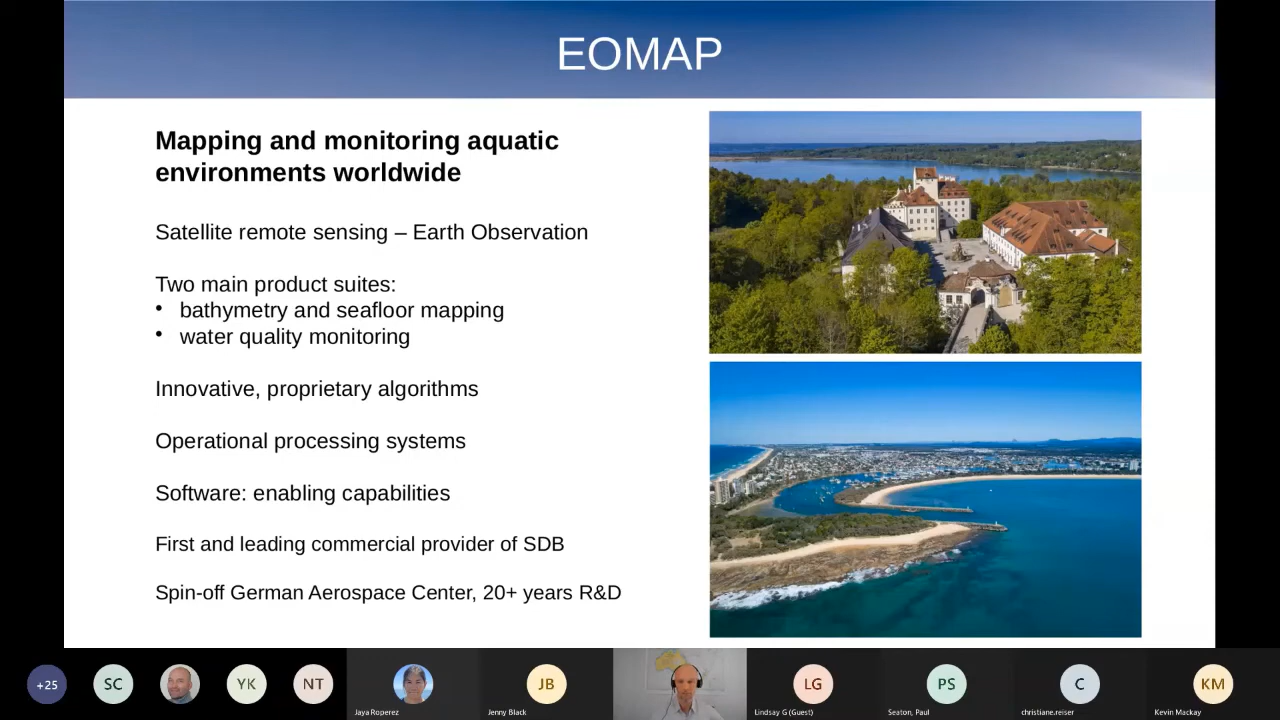 EOMAP
Mapping and monitoring aquatic
environments worldwide
Satellite remote sensing – Earth Observation
Two main product suites:
• bathymetry and seafloor mapping
• water quality monitoring
Innovative, proprietary algorithms
Operational processing systems
Software: enabling capabilities
First and leading commercial provider of SDB
Spin-off German Aerospace Center, 20+ years R&D
+25
SC
YK
NT
JB
LG
PS
C
KM
Jaya Roperez
Jenny Black
Lindsay G (Guest)
Seaton, Paul
christiane.reiser
Kevin Mackay